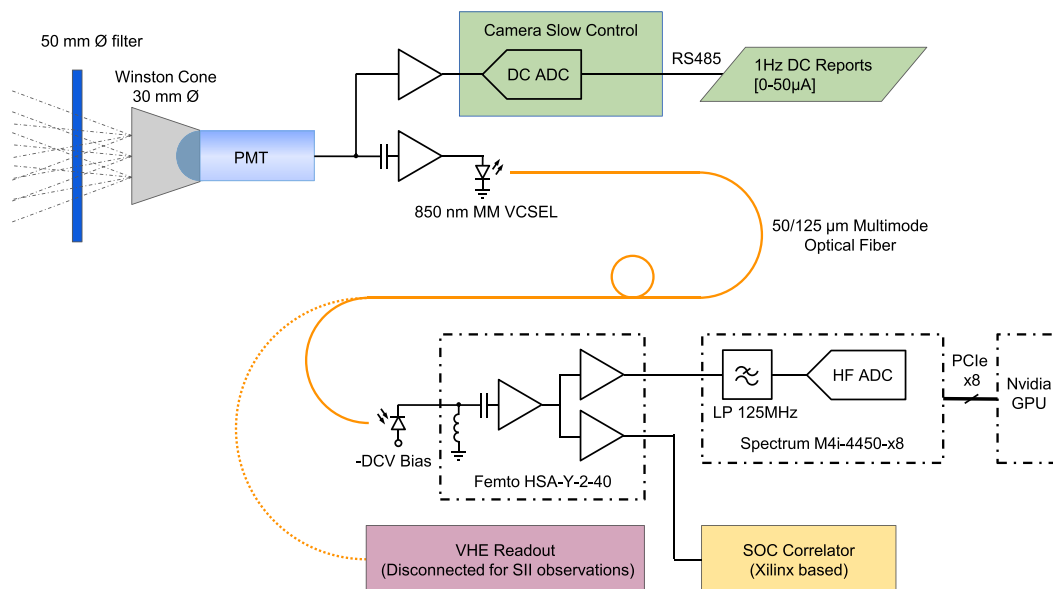 50 mm Ø filter
Winston Cone
30 mm Ø
PMT
Camera Slow Control
DC ADC
RS485
1Hz DC Reports
[0-50µA]
850 nm MM VCSEL
50/125 µm Multimode
Optical Fiber
-DCV Bias
Femto HSA-Y-2-40
LP 125MHz
HF ADC
Spectrum M4i-4450-x8
PCIe
x8
Nvidia
GPU
VHE Readout
(Disconnected for SII observations)
SOC Correlator
(Xilinx based)